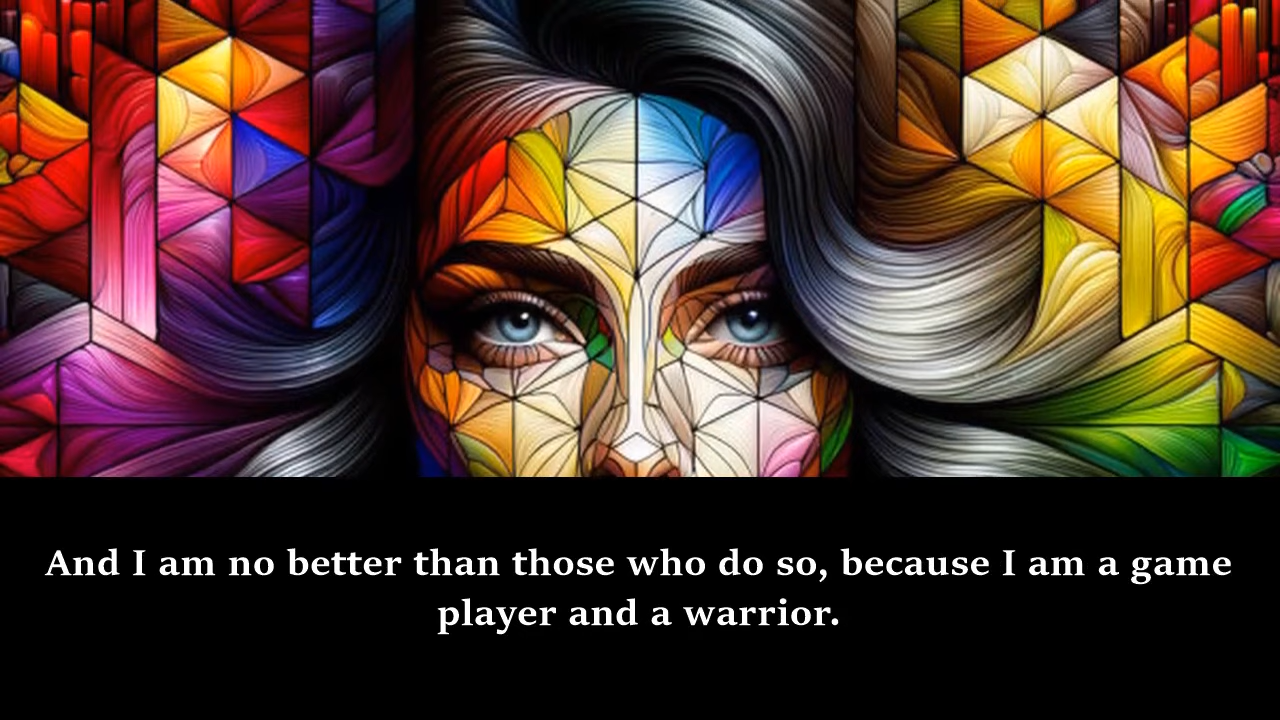 And I am no better than those who do so, because I am a game
player and a warrior.